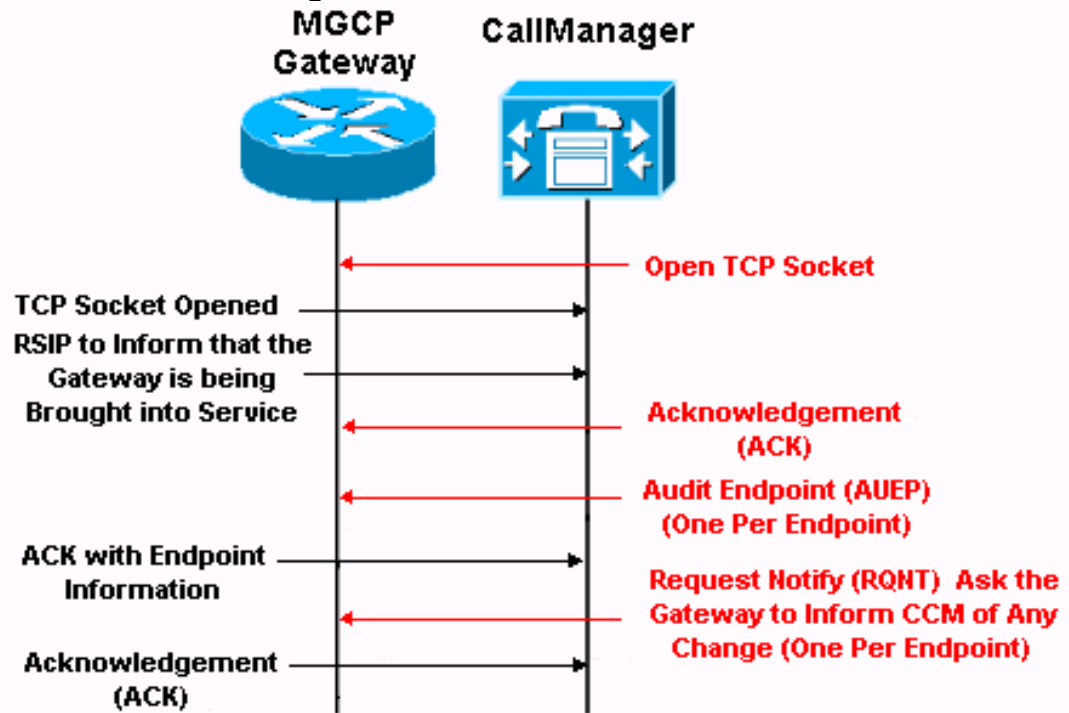 MGCP
Gateway
CallManager
Open TCP Socket
TCP Socket Opened
RSIP to Inform that the
Gateway is being
Brought into Service
Acknowledgement
(ACK)
Audit Endpoint (AUEP)
(One Per Endpoint)
ACK with Endpoint
Information
Request Notify (RQNT) Ask the
Gateway to Inform CCM of Any
Change (One Per Endpoint)
Acknowledgement
(ACK)